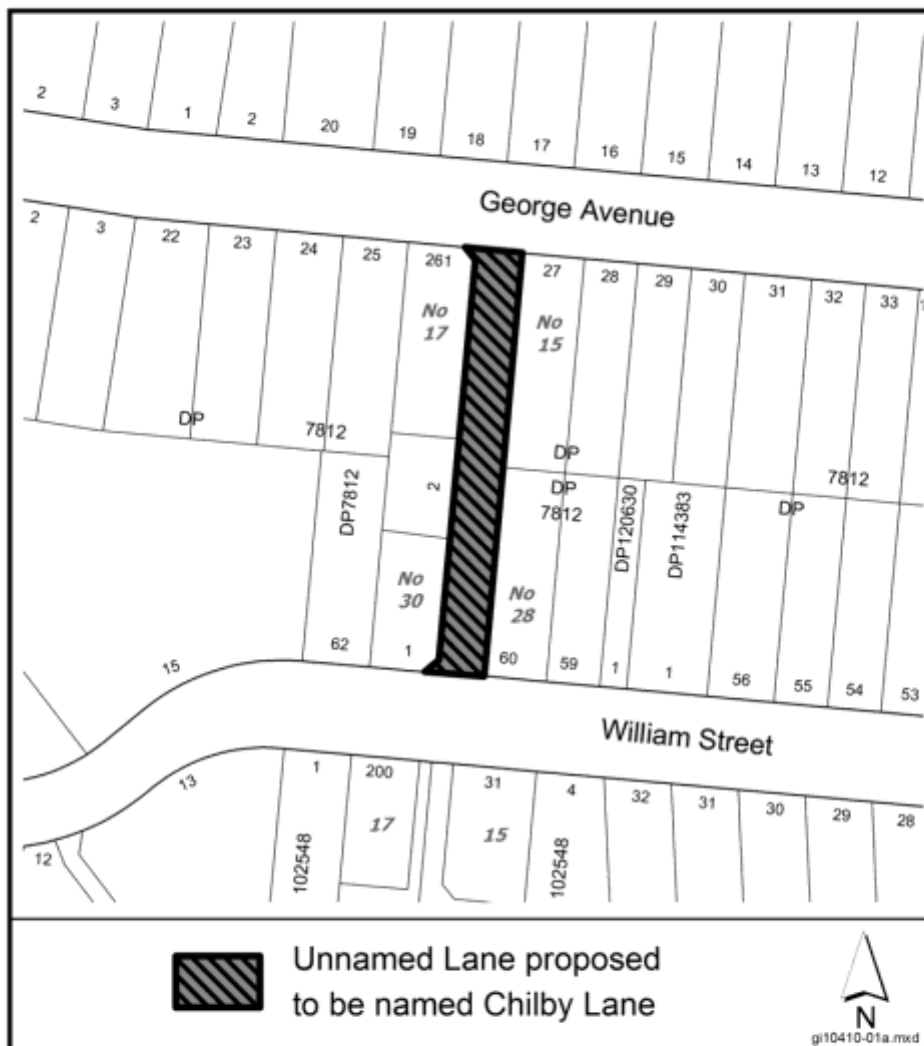 2 3 1 2 20 19 18 17 16 15 14 13 12
George Avenue
2 3 22 23 24 25 261 27 28 29 30 31 32 33
No
17
No
15
DP 7812
DP
7812
DP
7812
DP
DP7812
2
DP120630
DP114383
No
30
No
28
62 1 60 59 1 1 56 55 54 53
15
William Street
13
12
1 200 31 4 32 31 30 29 28
17
15
102548
102548
Unnamed Lane proposed
to be named Chilby Lane
N
gi10410-01a.mxd